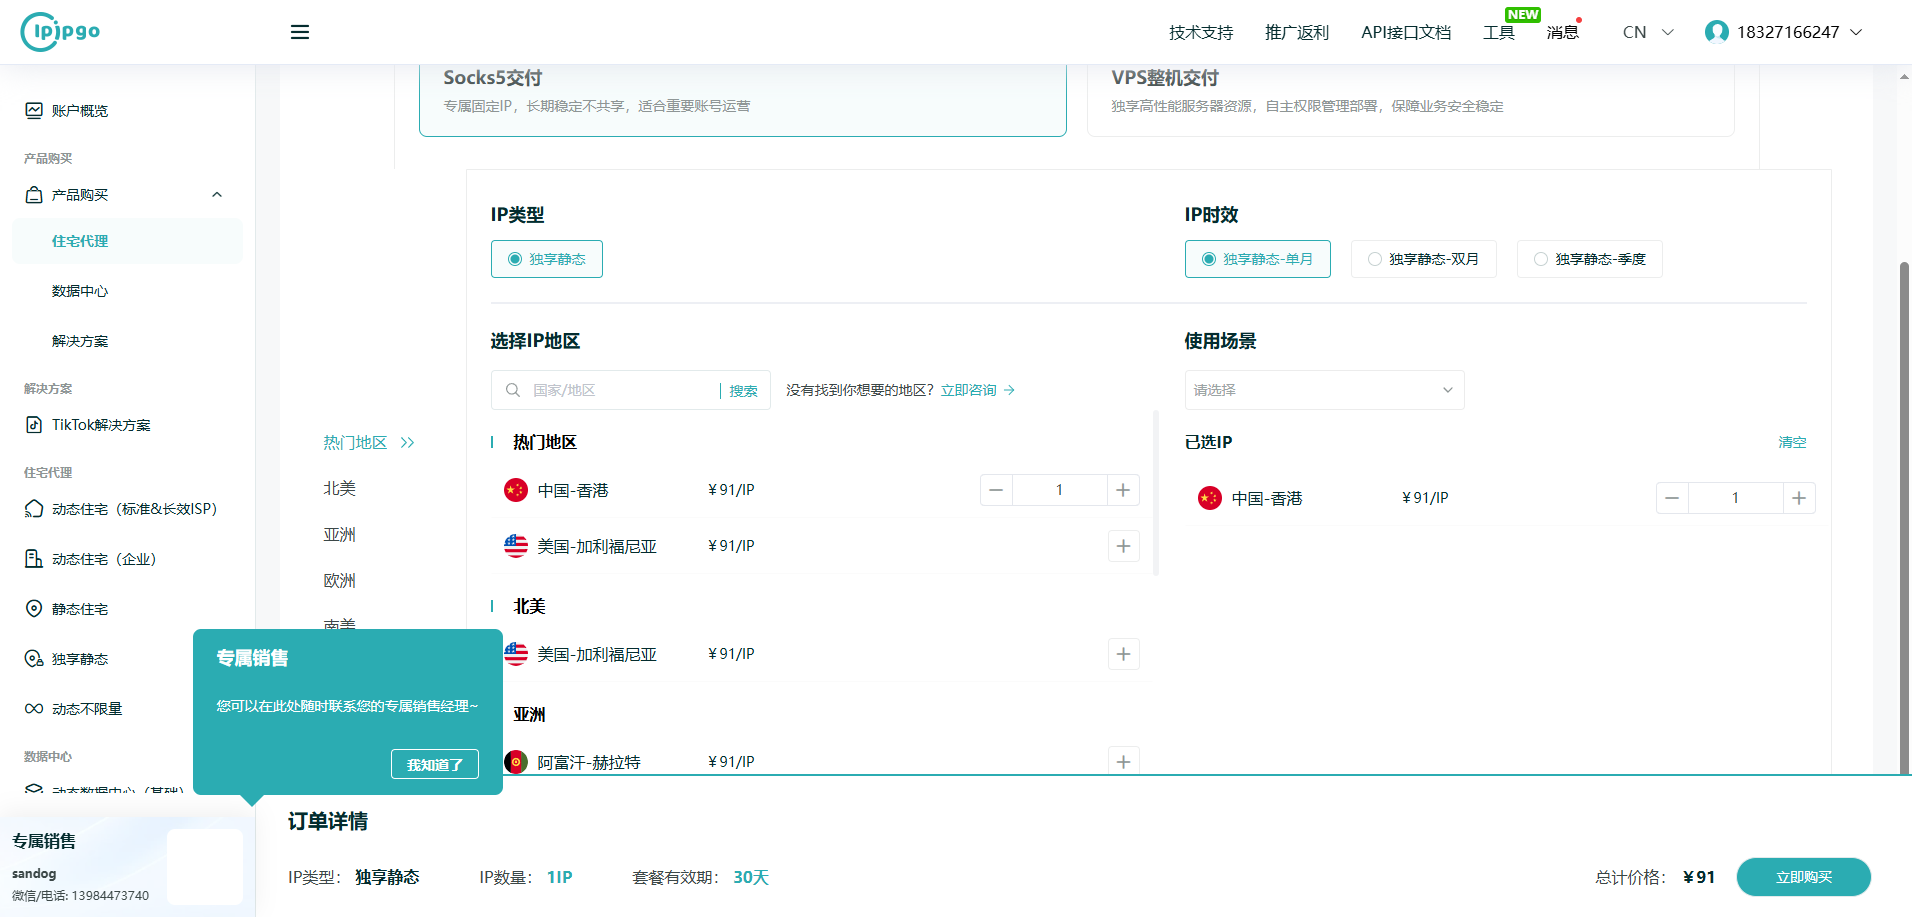 ipipgo
技术支持
推广返利
API接口文档
工具
NEW
消息
CN
18327166247
账户概览
产品购买
产品购买
住宅代理
数据中心
解决方案
解决方案
TikTok解决方案
住宅代理
动态住宅（标准&长效ISP）
动态住宅（企业）
静态住宅
独享静态
动态不限量
数据中心
动态数据中心（基础）
专属销售
sandog
微信/电话: 13984473740
专属销售
您可以在此处随时联系您的专属销售经理~
我知道了
Socks5交付
专属固定IP，长期稳定不共享，适合重要账号运营
VPS整机交付
独享高性能服务器资源，自主权限管理部署，保障业务安全稳定
IP类型
独享静态
IP时效
独享静态-单月
独享静态-双月
独享静态-季度
选择IP地区
国家/地区
搜索
没有找到你想要的地区？立即咨询
使用场景
请选择
热门地区
北美
亚洲
欧洲
南美
热门地区
中国-香港 ￥91/IP 1
美国-加利福尼亚 ￥91/IP
北美
美国-加利福尼亚 ￥91/IP
亚洲
阿富汗-赫拉特 ￥91/IP
已选IP
清空
中国-香港 ￥91/IP 1
订单详情
IP类型： 独享静态
IP数量： 1IP
套餐有效期： 30天
总计价格： ￥91
立即购买